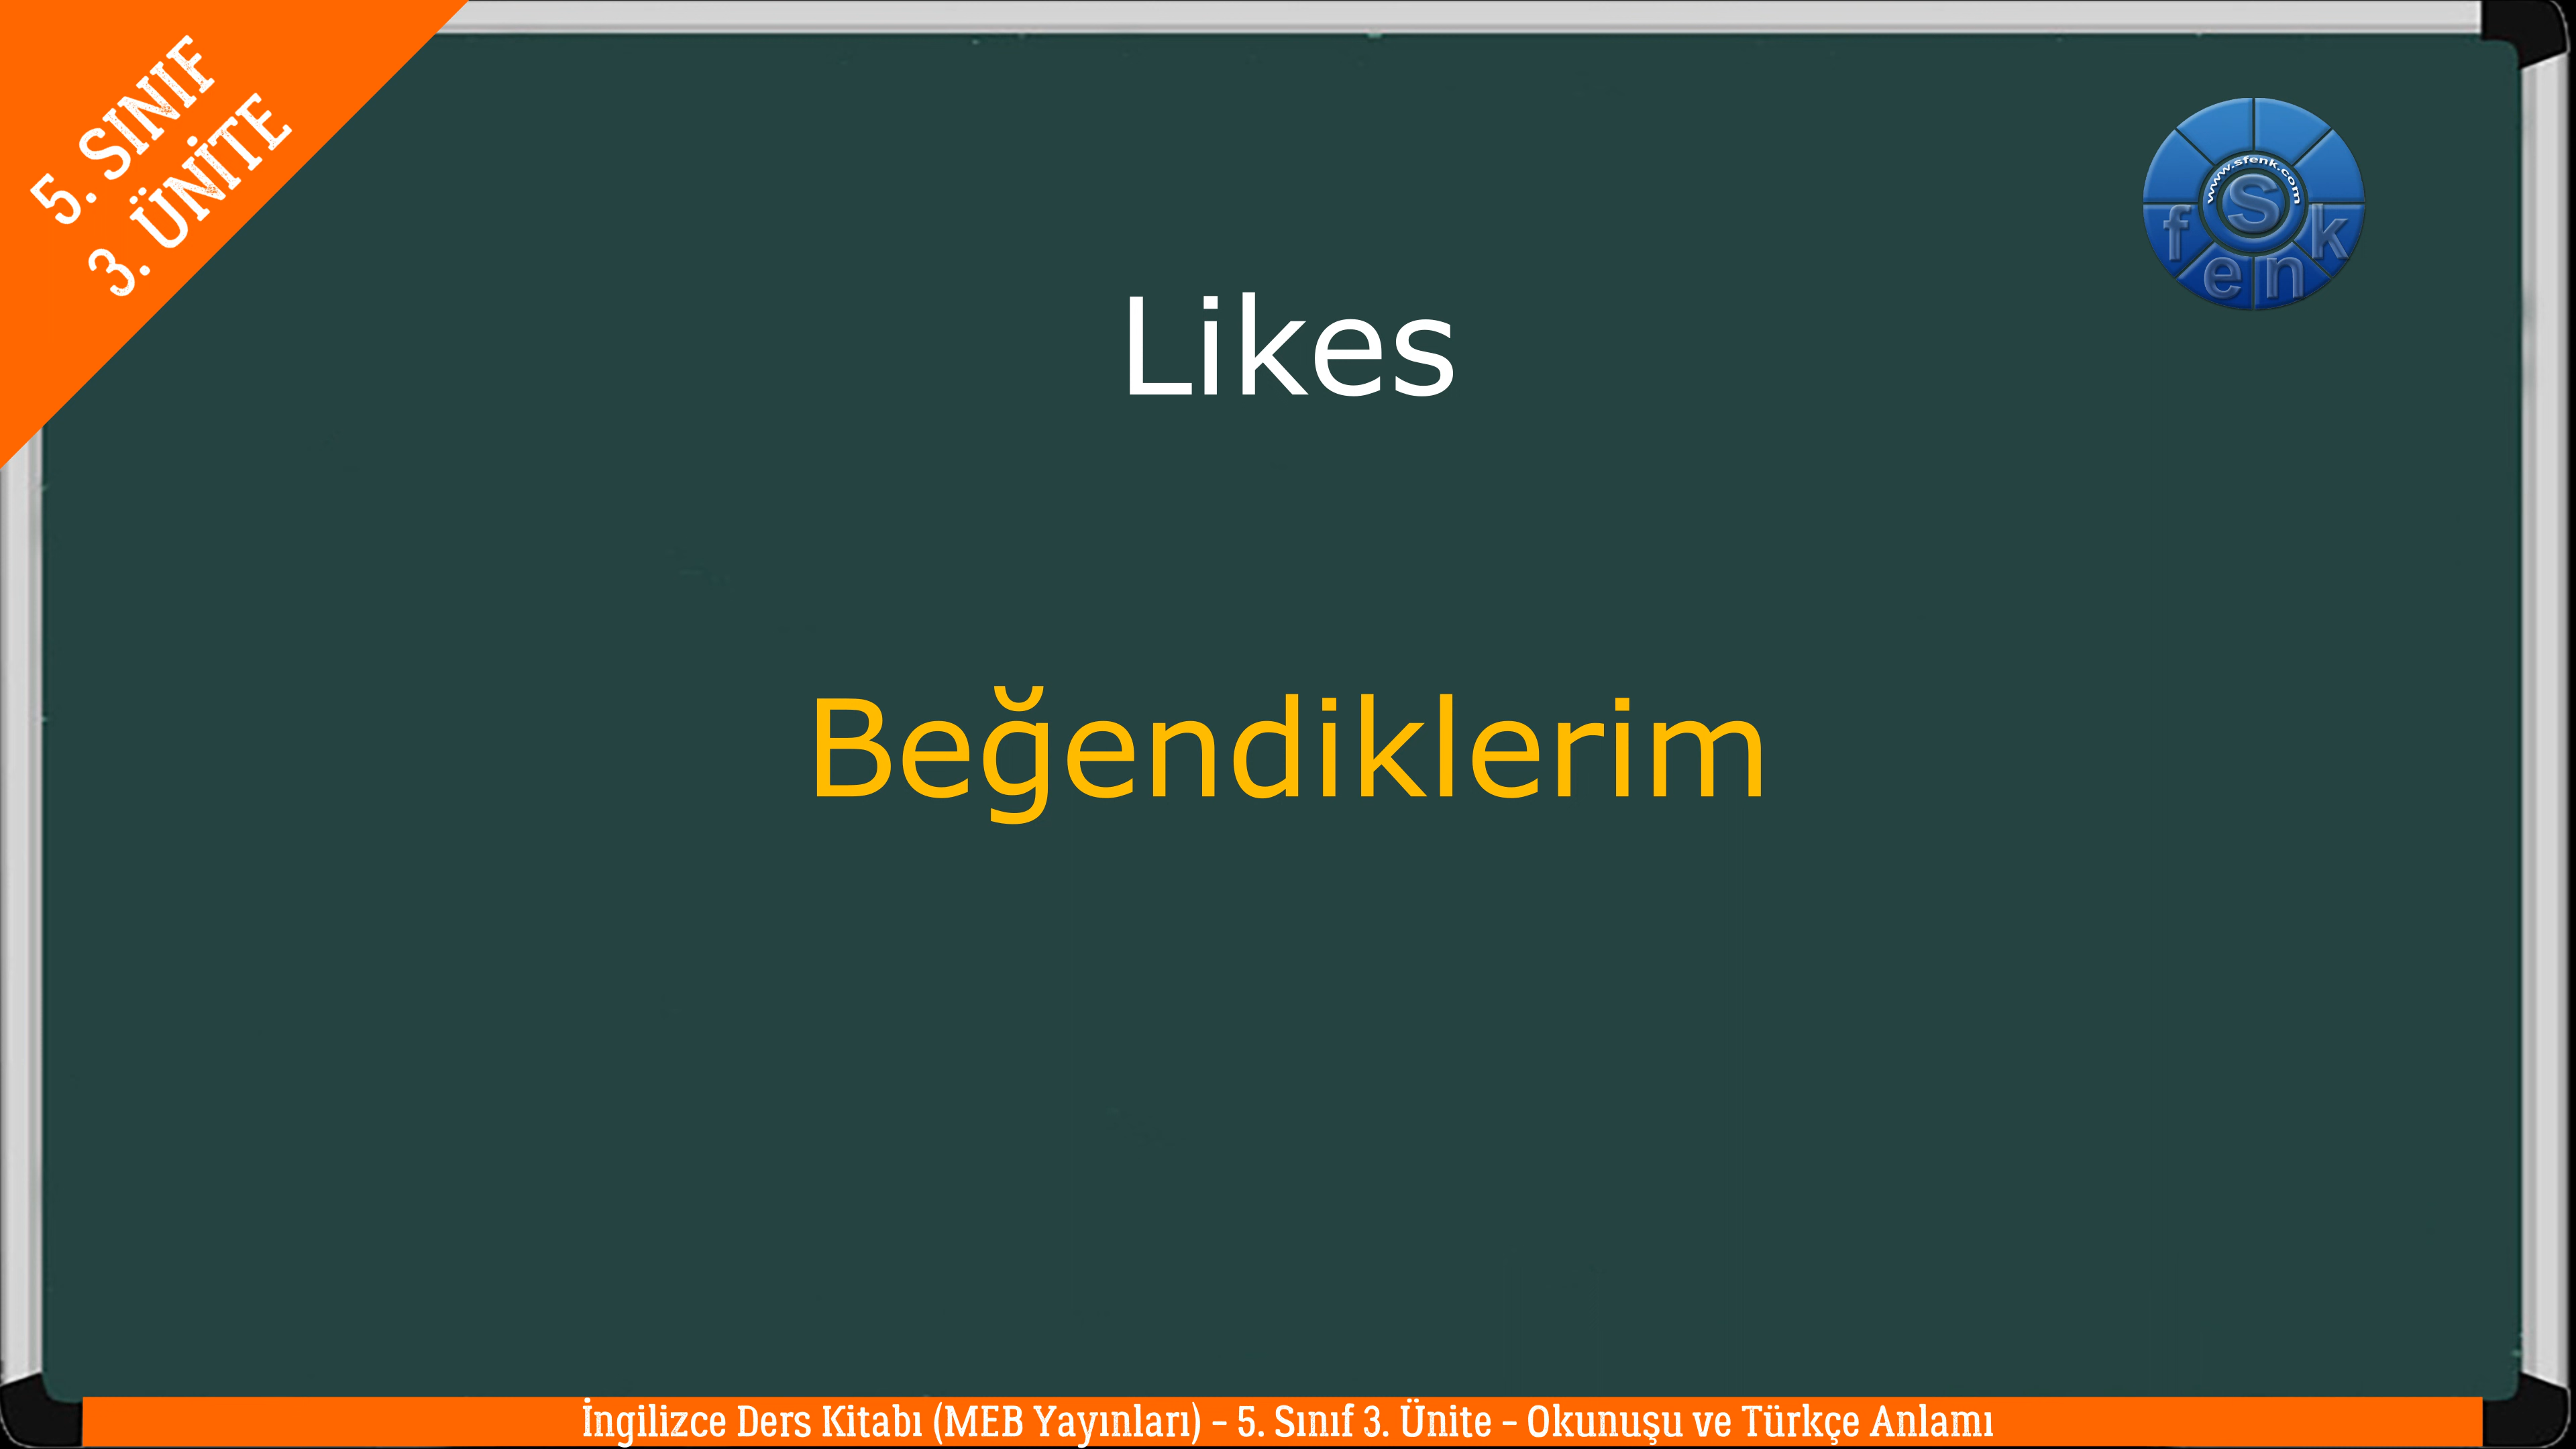 5. SINIF
3. ÜNİTE
www.sfenk.com
S
f e n k
Likes
Beğendiklerim
İngilizce Ders Kitabı (MEB Yayınları) – 5. Sınıf 3. Ünite – Okunuşu ve Türkçe Anlamı